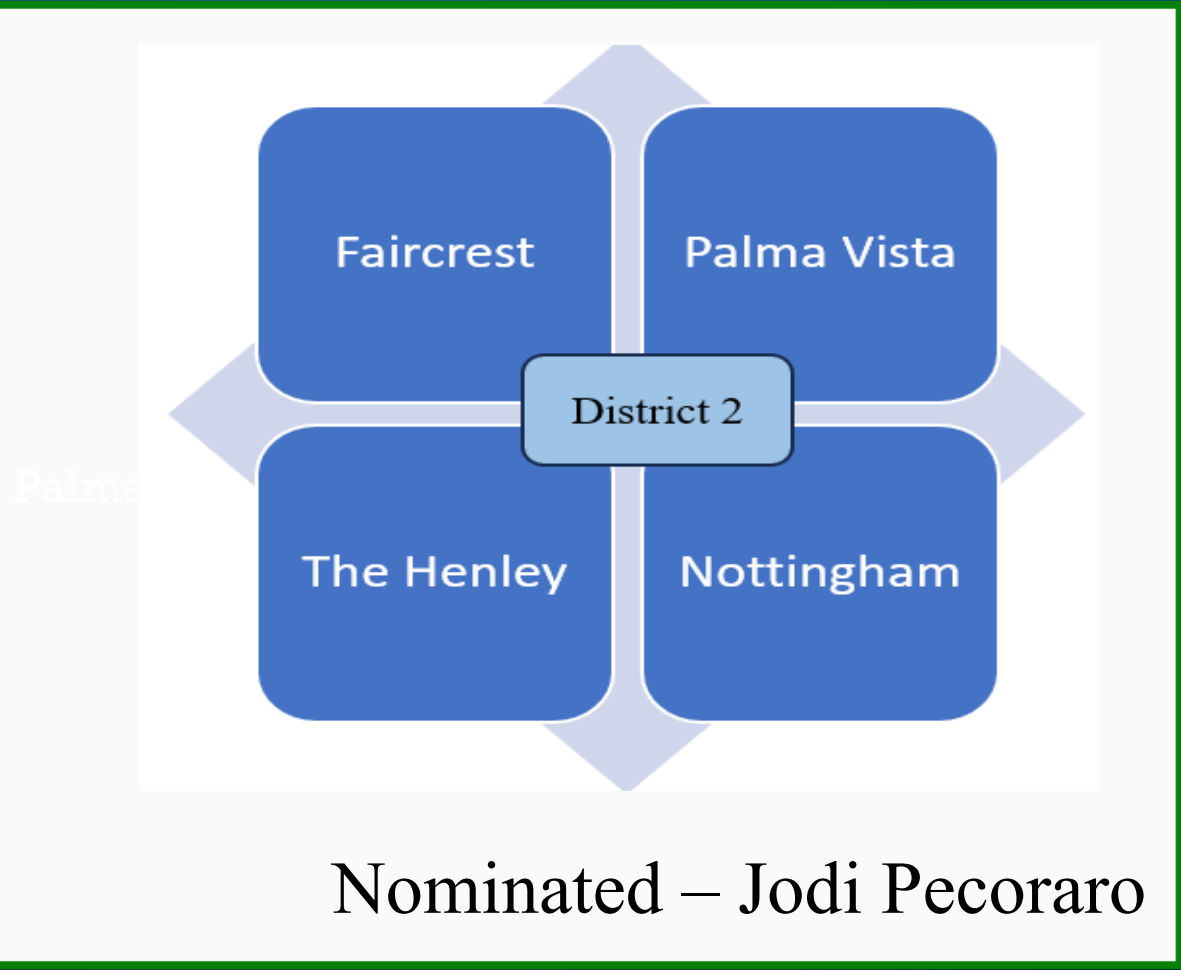 Faircrest
Palma Vista
District 2
Palma
The Henley
Nottingham
Nominated – Jodi Pecoraro